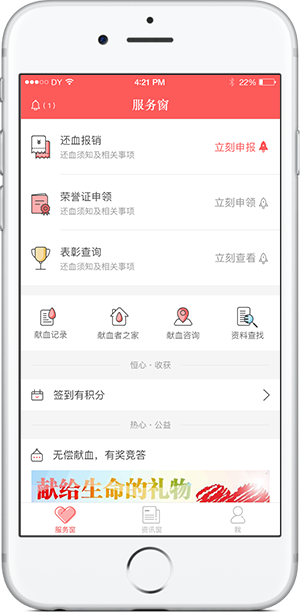 DY
4:21 PM
22%
(1)
服务窗
还血报销
还血须知及相关事项
立刻申报
荣誉证申领
还血须知及相关事项
立刻申领
表彰查询
还血须知及相关事项
立刻查看
献血记录
献血者之家
献血咨询
资料查找
恒心·收获
签到有积分
热心·公益
无偿献血，有奖竞答
献给生命的礼物
服务窗
资讯窗
我